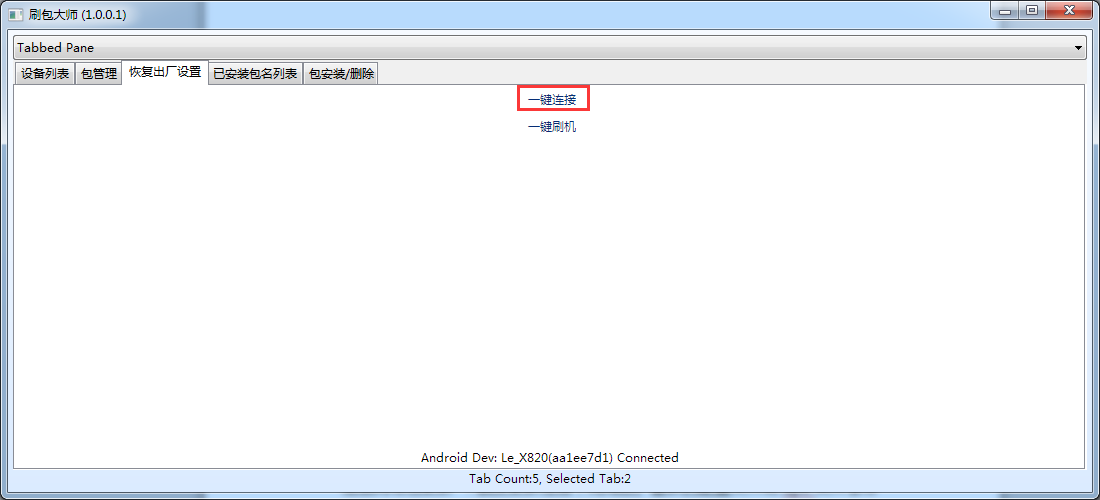 刷包大师 (1.0.0.1)
Tabbed Pane
设备列表 包管理 恢复出厂设置 已安装包名列表 包安装/删除
一键连接
一键刷机
Android Dev: Le_X820(aa1ee7d1) Connected
Tab Count:5, Selected Tab:2